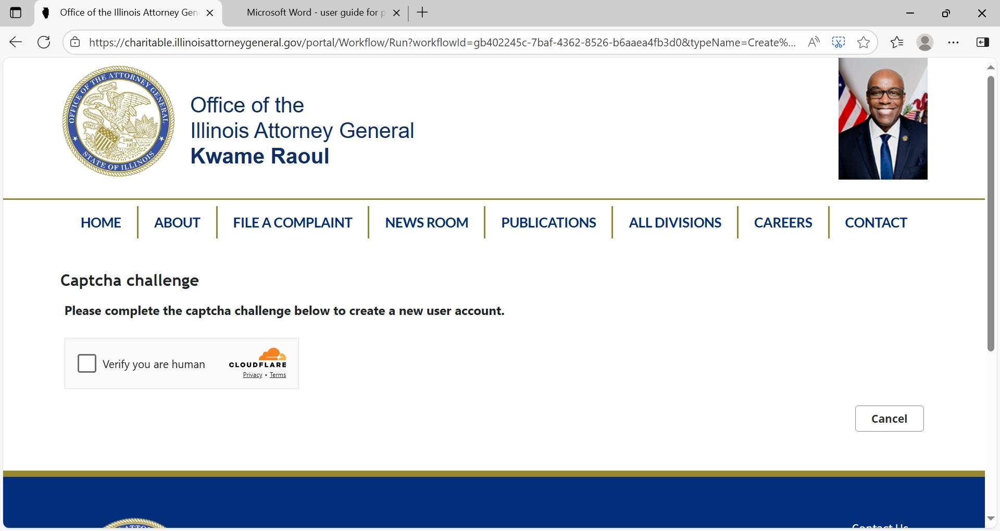 Office of the Illinois Attorney Gen
Microsoft Word - user guide for p
https://charitable.illinoisattorneygeneral.gov/portal/Workflow/Run?workflowId=gb402245c-7baf-4362-8526-b6aaea4fb3d0&typeName=Create%...
OFFICE OF THE ATTORNEY GENERAL
STATE OF ILLINOIS
STATE
NATIONAL
UNION
1868
1818
Office of the
Illinois Attorney General
Kwame Raoul
HOME
ABOUT
FILE A COMPLAINT
NEWS ROOM
PUBLICATIONS
ALL DIVISIONS
CAREERS
CONTACT
Captcha challenge
Please complete the captcha challenge below to create a new user account.
Verify you are human
CLOUDFLARE
Privacy • Terms
Cancel
Contact Us